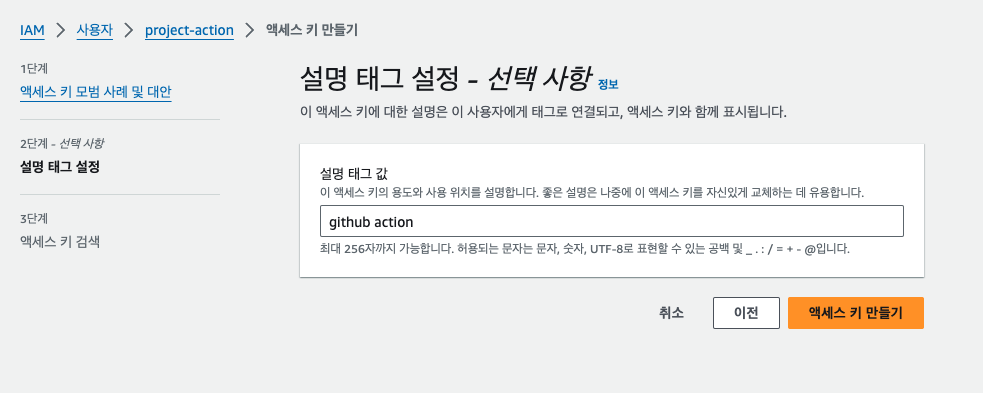 IAM > 사용자 > project-action > 액세스 키 만들기
1단계
액세스 키 모범 사례 및 대안
2단계 - 선택 사항
설명 태그 설정
3단계
액세스 키 검색
설명 태그 설정 - 선택 사항 정보
이 액세스 키에 대한 설명은 이 사용자에게 태그로 연결되고, 액세스 키와 함께 표시됩니다.
설명 태그 값
이 액세스 키의 용도와 사용 위치를 설명합니다. 좋은 설명은 나중에 이 액세스 키를 자신있게 교체하는 데 유용합니다.
github action
최대 256자까지 가능합니다. 허용되는 문자는 문자, 숫자, UTF-8로 표현할 수 있는 공백 및 _ . : / = + - @입니다.
취소 이전 액세스 키 만들기